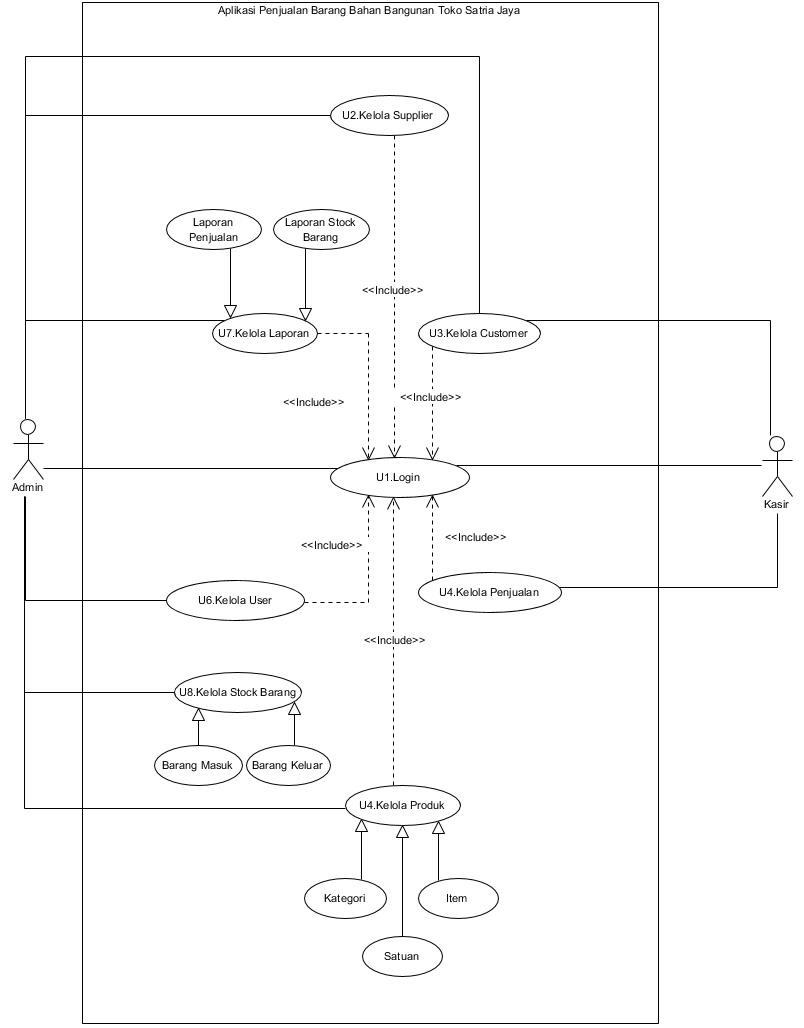 Aplikasi Penjualan Barang Bahan Bangunan Toko Satria Jaya
U2.Kelola Supplier
Laporan
Penjualan
Laporan Stock
Barang
<<Include>>
U7.Kelola Laporan
U3.Kelola Customer
<<Include>>
<<Include>>
Admin
U1.Login
Kasir
<<Include>>
<<Include>>
U6.Kelola User
U4.Kelola Penjualan
<<Include>>
U8.Kelola Stock Barang
Barang Masuk
Barang Keluar
U4.Kelola Produk
Kategori
Item
Satuan